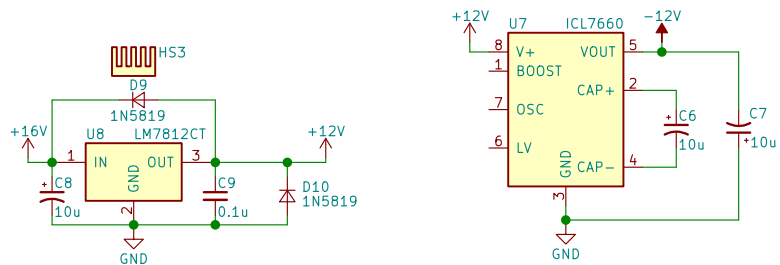 HS3
D9
1N5819
+16V
U8
LM7812CT
+12V
1
IN
OUT
3
GND
2
+
C8
10u
C9
0.1u
D10
1N5819
GND
+12V
U7
ICL7660
-12V
8
V+
VOUT
5
1
BOOST
CAP+
2
7
OSC
+
C6
10u
C7
+
10u
6
LV
GND
CAP-
4
3
GND